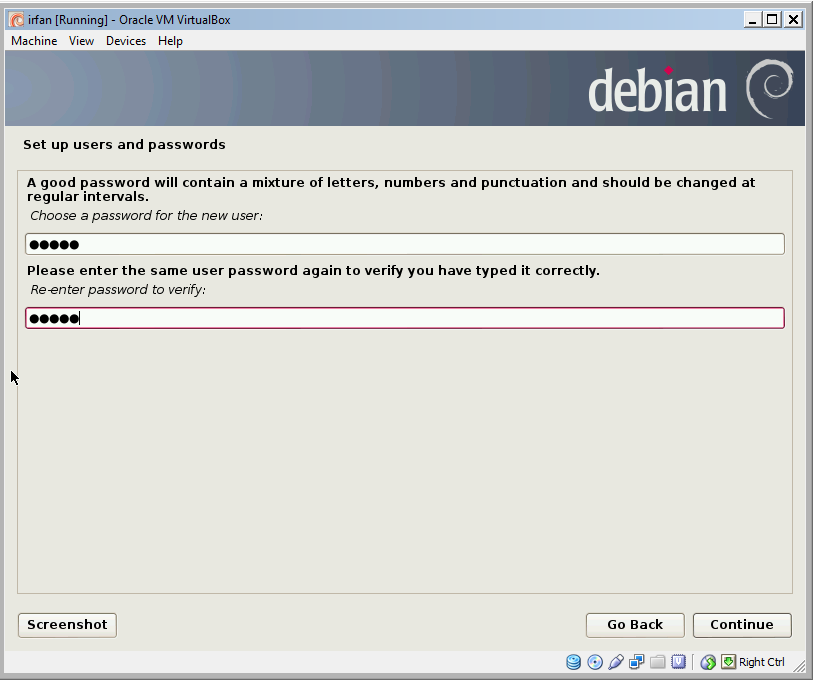 irfan [Running] - Oracle VM VirtualBox
Machine View Devices Help
debian
Set up users and passwords
A good password will contain a mixture of letters, numbers and punctuation and should be changed at
regular intervals.
Choose a password for the new user:
●●●●●
Please enter the same user password again to verify you have typed it correctly.
Re-enter password to verify:
●●●●●
Screenshot Go Back Continue
Right Ctrl